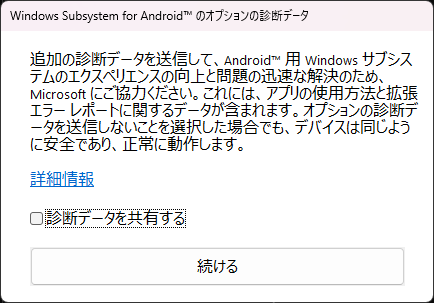 Windows Subsystem for Android™ のオプションの診断データ
追加の診断データを送信して、Android™ 用 Windows サブシス
テムのエクスペリエンスの向上と問題の迅速な解決のため、
Microsoft にご協力ください。これには、アプリの使用方法と拡張
エラー レポートに関するデータが含まれます。オプションの診断デ
ータを送信しないことを選択した場合でも、デバイスは同じように
安全であり、正常に動作します。
詳細情報
診断データを共有する
続ける